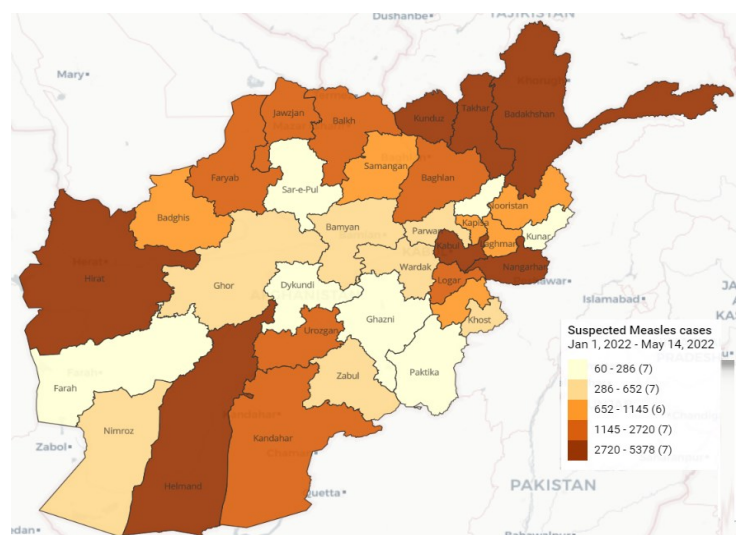 Dushanbe
TAJIKISTAN
Mary
Jawzjan
Balkh
Kunduz
Takhar
Badakhshan
Faryab
Samangan
Baghlan
Sar-e-Pul
Nooristan
Badghis
Bamyan
Parwan
Kapisa
Kunar
Laghman
Kabul
Hirat
Ghor
Wardak
Nangarhar
Logar
Dykundi
Islamabad
Ghazni
Khost
Urozgan
Farah
Zabul
Paktika
Nimroz
Zabol
Kandahar
Helmand
Quetta
PAKISTAN
Suspected Measles cases
Jan 1, 2022 - May 14, 2022
60 - 286 (7)
286 - 652 (7)
652 - 1145 (6)
1145 - 2720 (7)
2720 - 5378 (7)